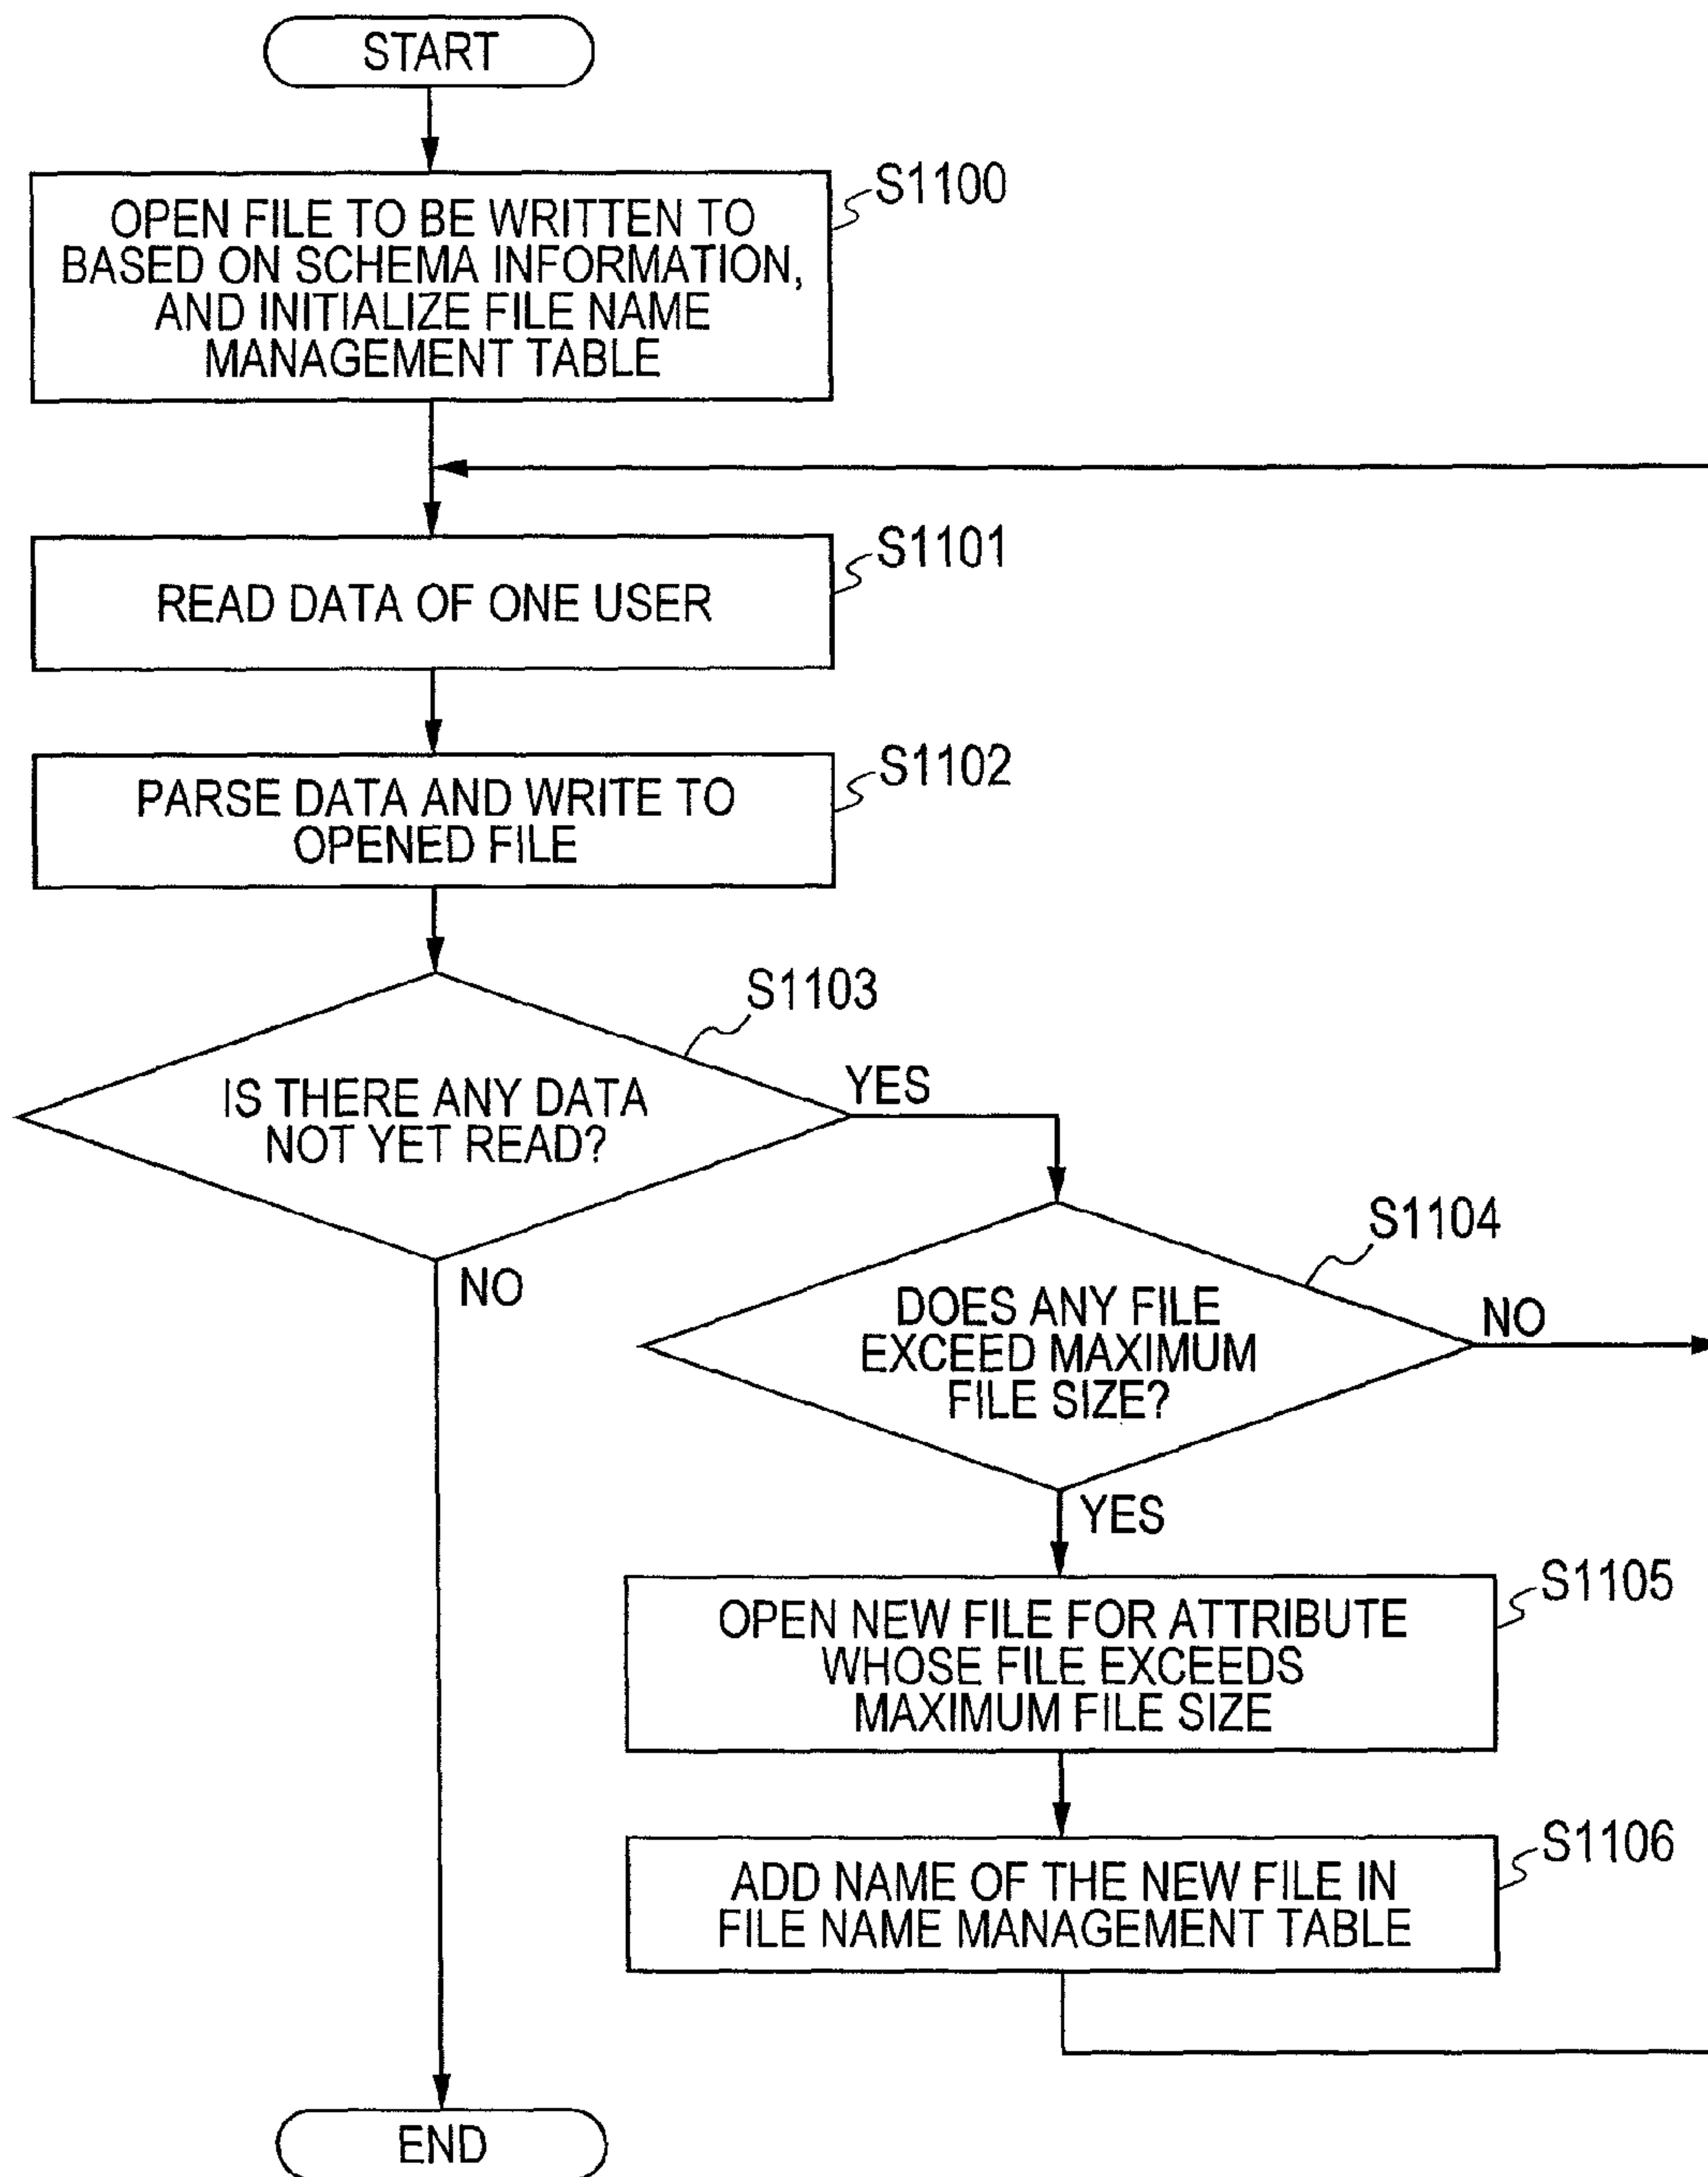 START
S1100
OPEN FILE TO BE WRITTEN TO
BASED ON SCHEMA INFORMATION,
AND INITIALIZE FILE NAME
MANAGEMENT TABLE
S1101
READ DATA OF ONE USER
S1102
PARSE DATA AND WRITE TO
OPENED FILE
S1103
IS THERE ANY DATA
NOT YET READ?
YES
NO
S1104
DOES ANY FILE
EXCEED MAXIMUM
FILE SIZE?
NO
YES
S1105
OPEN NEW FILE FOR ATTRIBUTE
WHOSE FILE EXCEEDS
MAXIMUM FILE SIZE
S1106
ADD NAME OF THE NEW FILE IN
FILE NAME MANAGEMENT TABLE
END